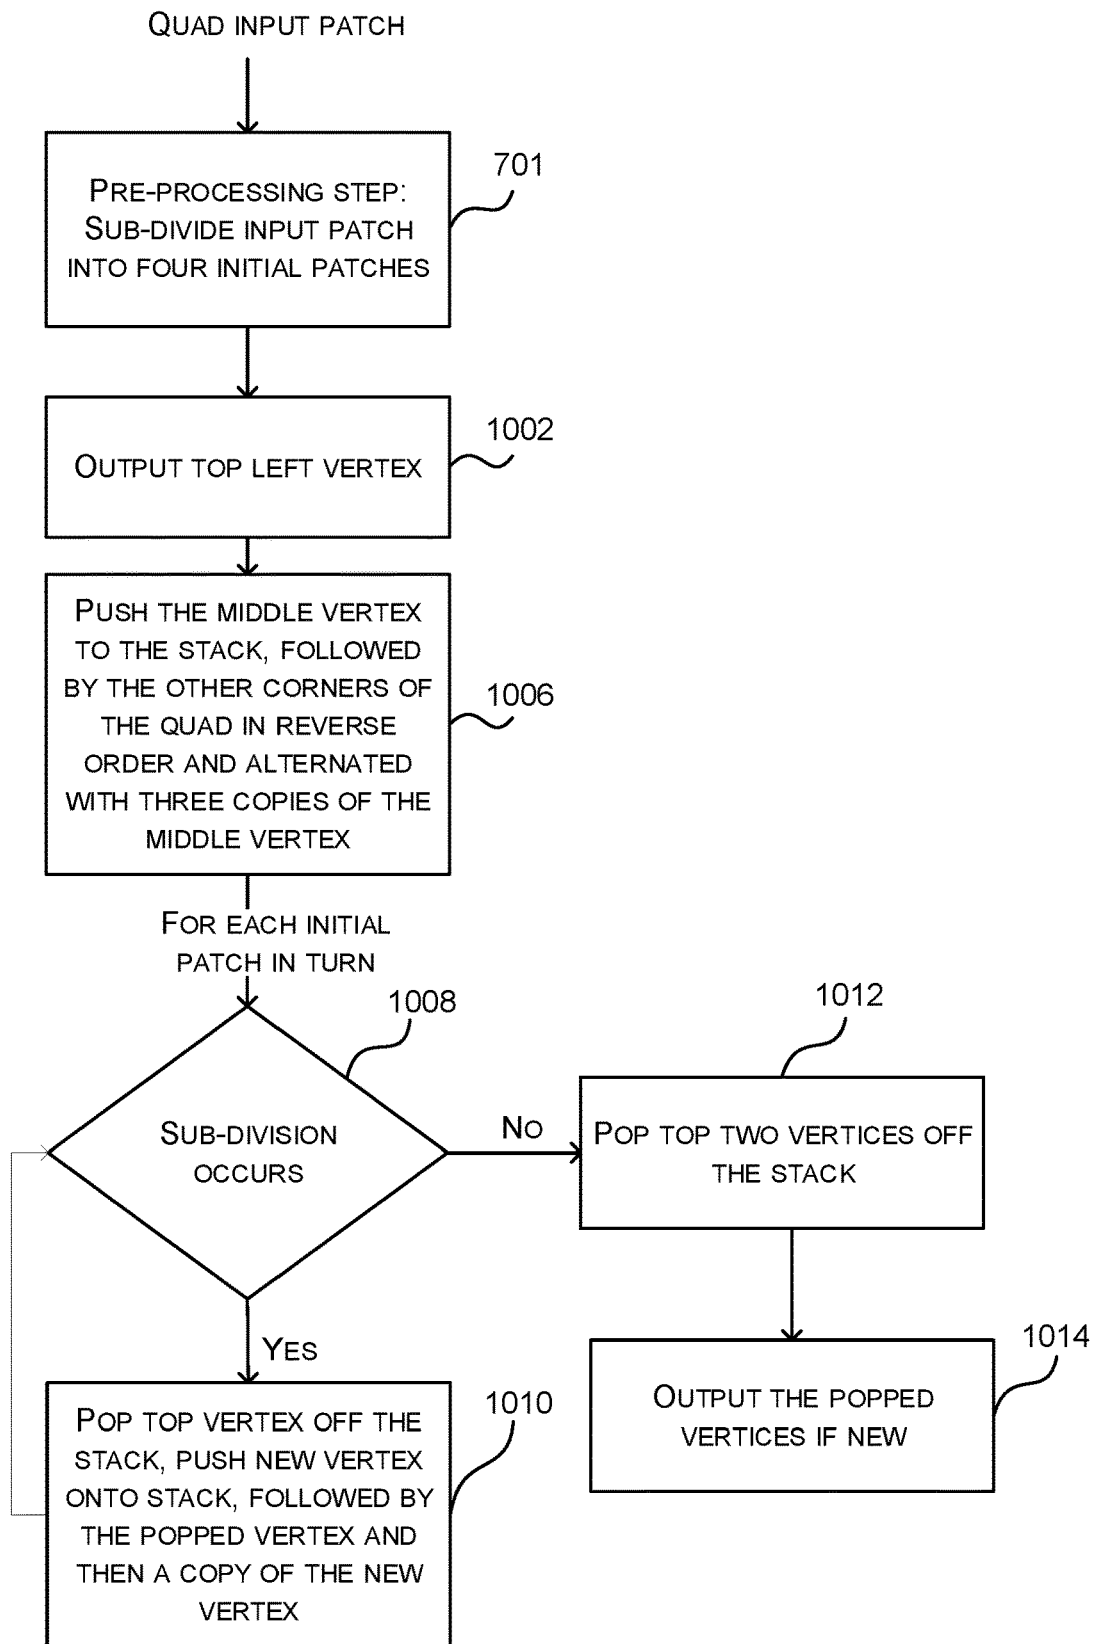 QUAD INPUT PATCH
PRE-PROCESSING STEP:
SUB-DIVIDE INPUT PATCH
INTO FOUR INITIAL PATCHES
701
OUTPUT TOP LEFT VERTEX
1002
PUSH THE MIDDLE VERTEX
TO THE STACK, FOLLOWED
BY THE OTHER CORNERS OF
THE QUAD IN REVERSE
ORDER AND ALTERNATED
WITH THREE COPIES OF THE
MIDDLE VERTEX
1006
FOR EACH INITIAL
PATCH IN TURN
1008
SUB-DIVISION
OCCURS
NO
1012
POP TOP TWO VERTICES OFF
THE STACK
YES
1014
OUTPUT THE POPPED
VERTICES IF NEW
1010
POP TOP VERTEX OFF THE
STACK, PUSH NEW VERTEX
ONTO STACK, FOLLOWED BY
THE POPPED VERTEX AND
THEN A COPY OF THE NEW
VERTEX